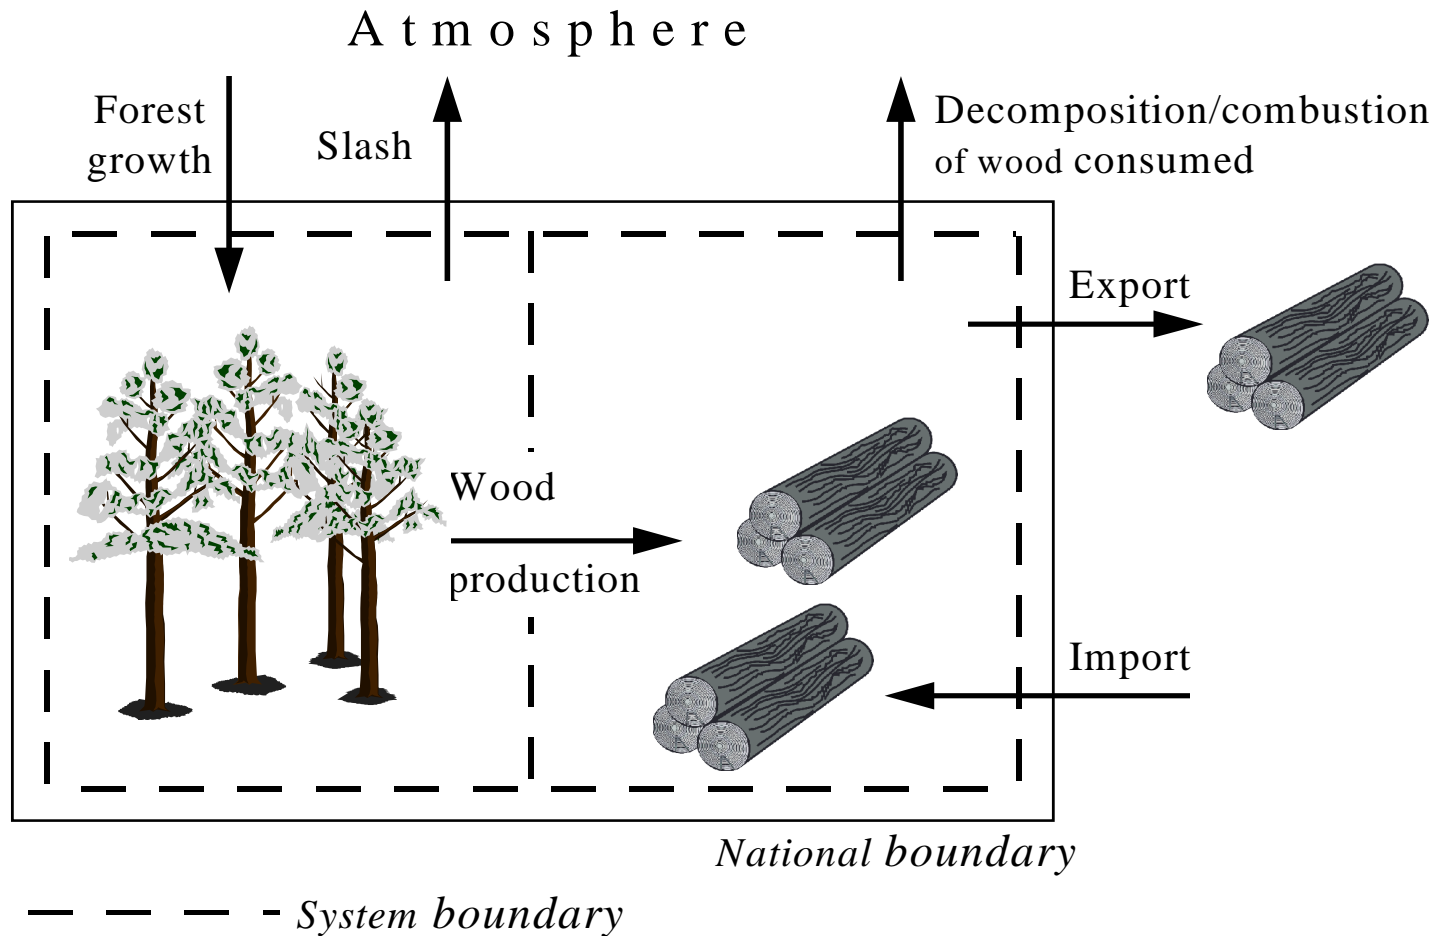 Atmosphere
Forest
growth
Slash
Decomposition/combustion
of wood consumed
Export
Wood
production
Import
National boundary
System boundary